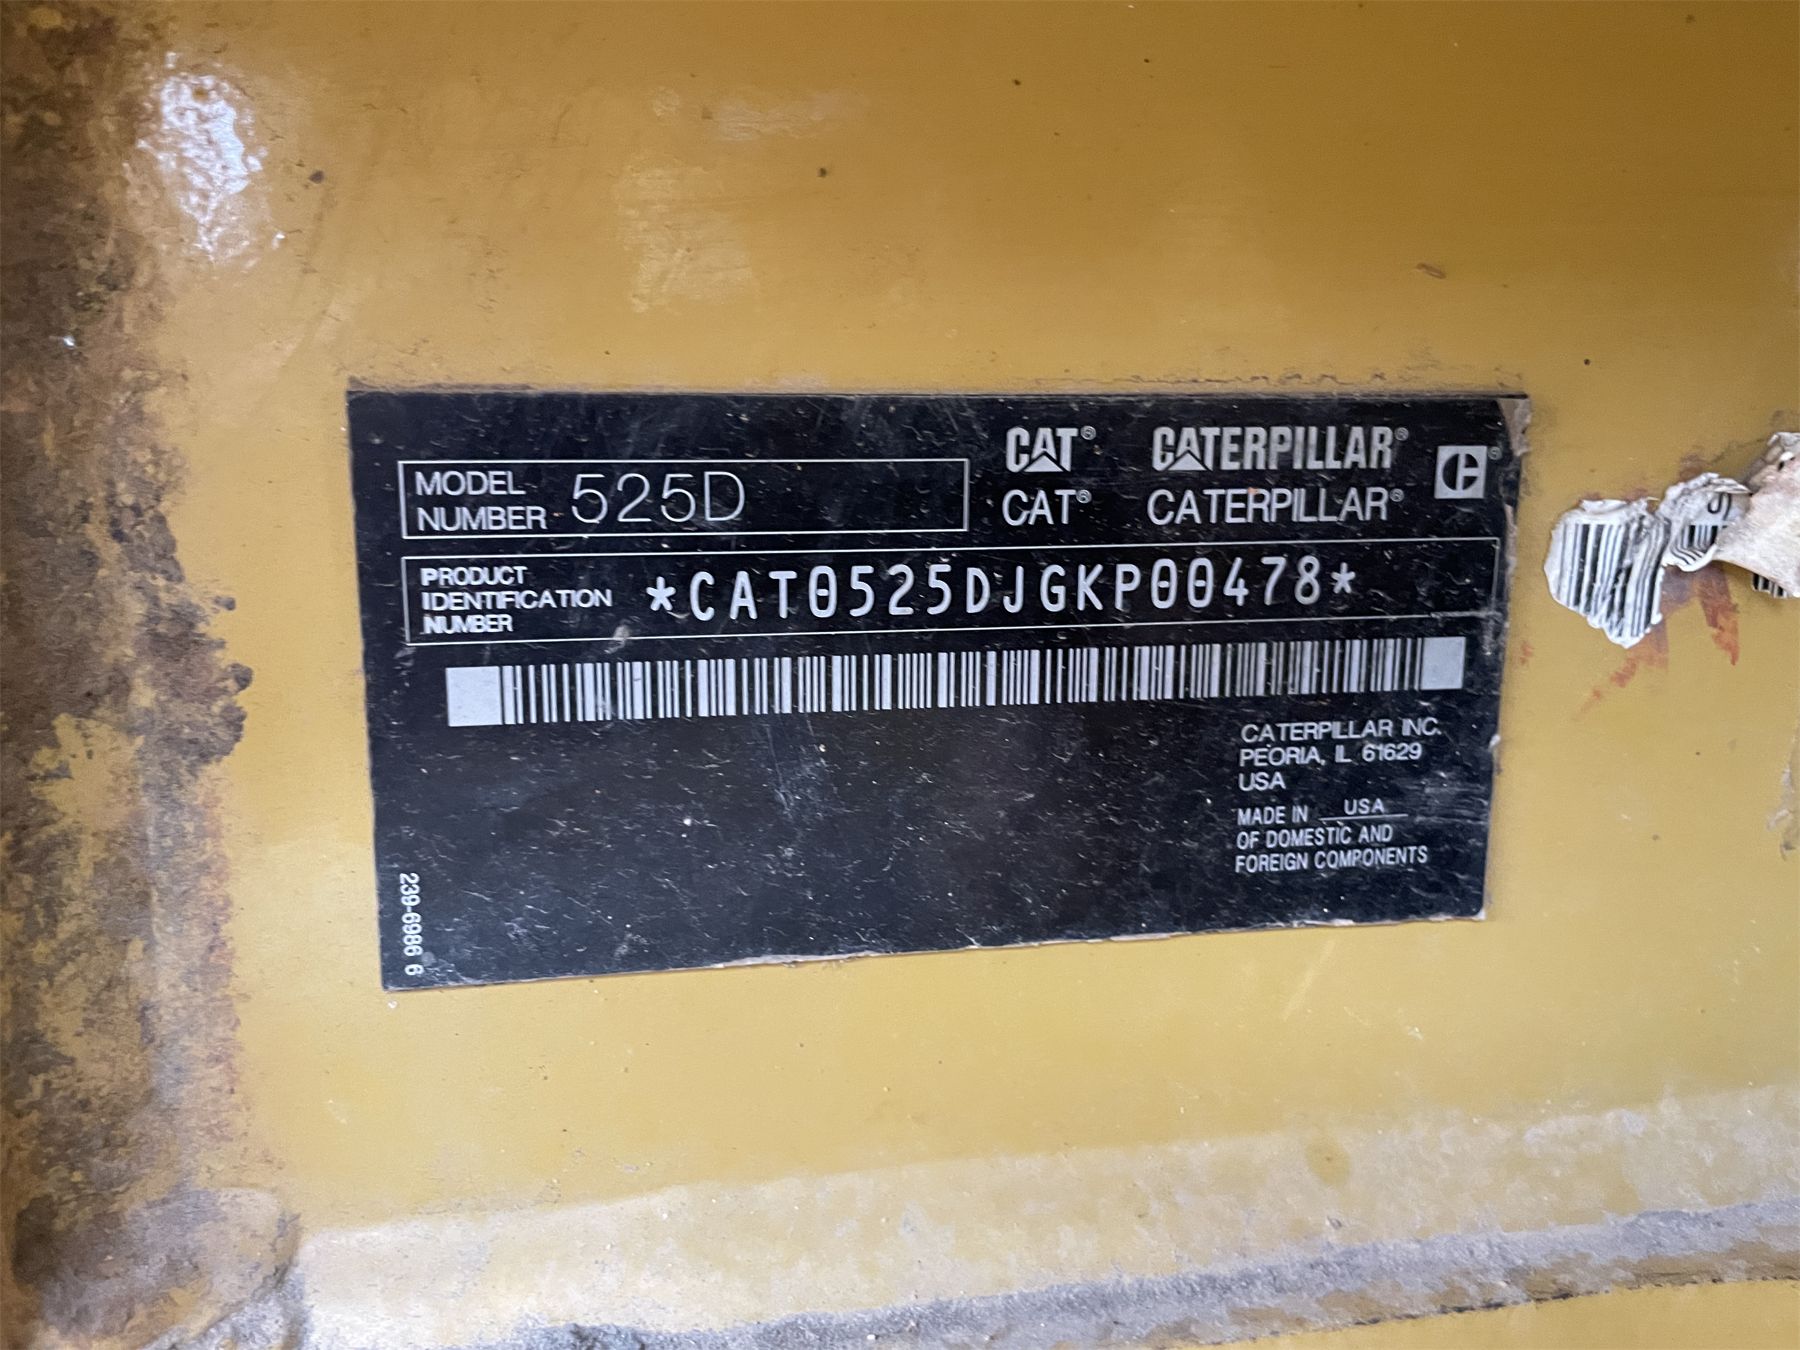 CAT® CATERPILLAR®
MODEL NUMBER 525D
CAT® CATERPILLAR®
PRODUCT IDENTIFICATION NUMBER *CAT0525DJGKP00478*
CATERPILLAR INC.
PEORIA, IL 61629
USA
MADE IN USA
OF DOMESTIC AND
FOREIGN COMPONENTS
239-6986 6